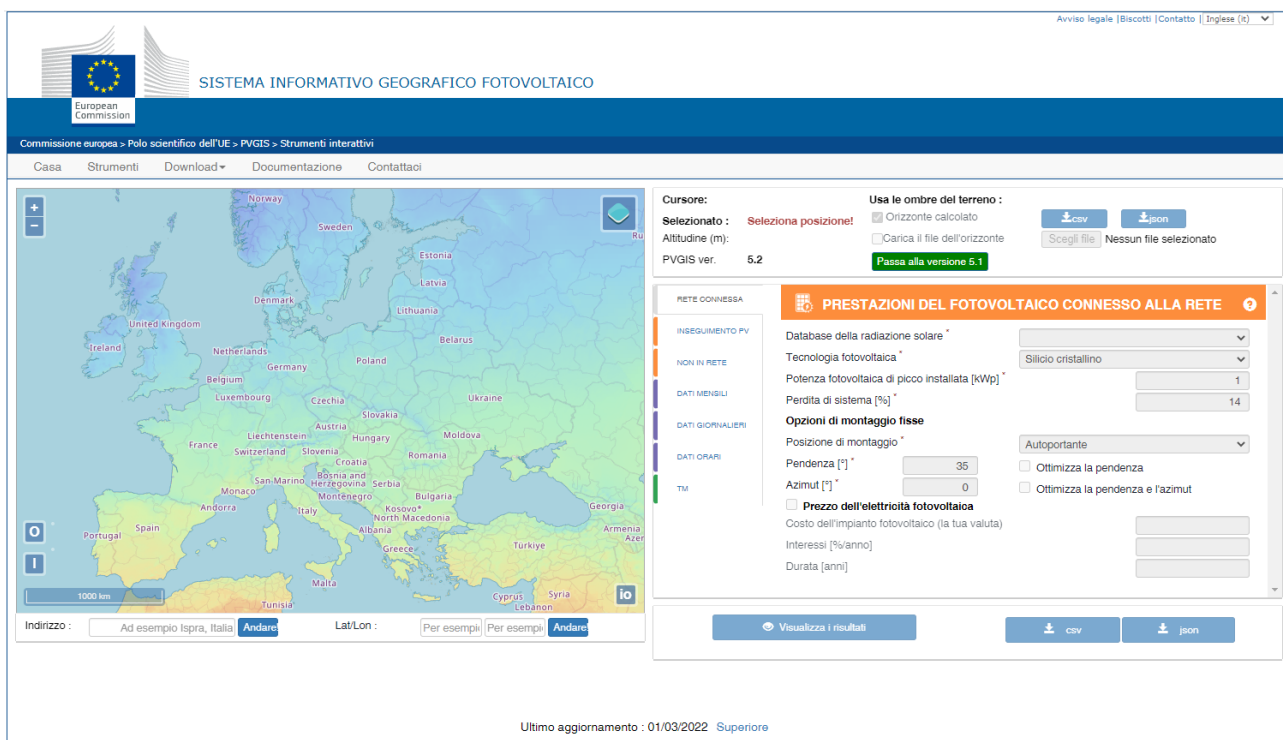 Avviso legale |Biscotti |Contatto | Inglese (it)
European
Commission
SISTEMA INFORMATIVO GEOGRAFICO FOTOVOLTAICO
Commissione europea > Polo scientifico dell'UE > PVGIS > Strumenti interattivi
Casa Strumenti Download Documentazione Contattaci
+
−
Norway
Sweden
Ru
Estonia
Latvia
Denmark
Lithuania
United Kingdom
Belarus
Ireland
Netherlands
Poland
Germany
Belgium
Luxembourg
Czechia
Ukraine
Slovakia
Austria
Liechtenstein
Hungary
Moldova
France
Switzerland
Slovenia
Romania
Croatia
Bosnia and
Herzegovina
San Marino
Serbia
Monaco
Montenegro
Bulgaria
Andorra
Italy
Kosovo*
Georgia
North Macedonia
Spain
Albania
Armenia
Portugal
Azer
Greece
Türkiye
Malta
Cyprus
Syria
Tunisia
Lebanon
O
I
1000 km
io
Indirizzo : Ad esempio Ispra, Italia Andare! Lat/Lon : Per esempio Per esempio Andare!
Cursore: Usa le ombre del terreno :
Selezionato : Seleziona posizione! Orizzonte calcolato csv json
Altitudine (m): Carica il file dell'orizzonte Scegli file Nessun file selezionato
PVGIS ver. 5.2 Passa alla versione 5.1
RETE CONNESSA
INSEGUIMENTO PV
NON IN RETE
DATI MENSILI
DATI GIORNALIERI
DATI ORARI
TM
PRESTAZIONI DEL FOTOVOLTAICO CONNESSO ALLA RETE ?
Database della radiazione solare *
Tecnologia fotovoltaica * Silicio cristallino
Potenza fotovoltaica di picco installata [kWp] * 1
Perdita di sistema [%] * 14
Opzioni di montaggio fisse
Posizione di montaggio * Autoportante
Pendenza [°] * 35 Ottimizza la pendenza
Azimut [°] * 0 Ottimizza la pendenza e l'azimut
Prezzo dell'elettricità fotovoltaica
Costo dell'impianto fotovoltaico (la tua valuta)
Interessi [%/anno]
Durata [anni]
Visualizza i risultati csv json
Ultimo aggiornamento : 01/03/2022 Superiore